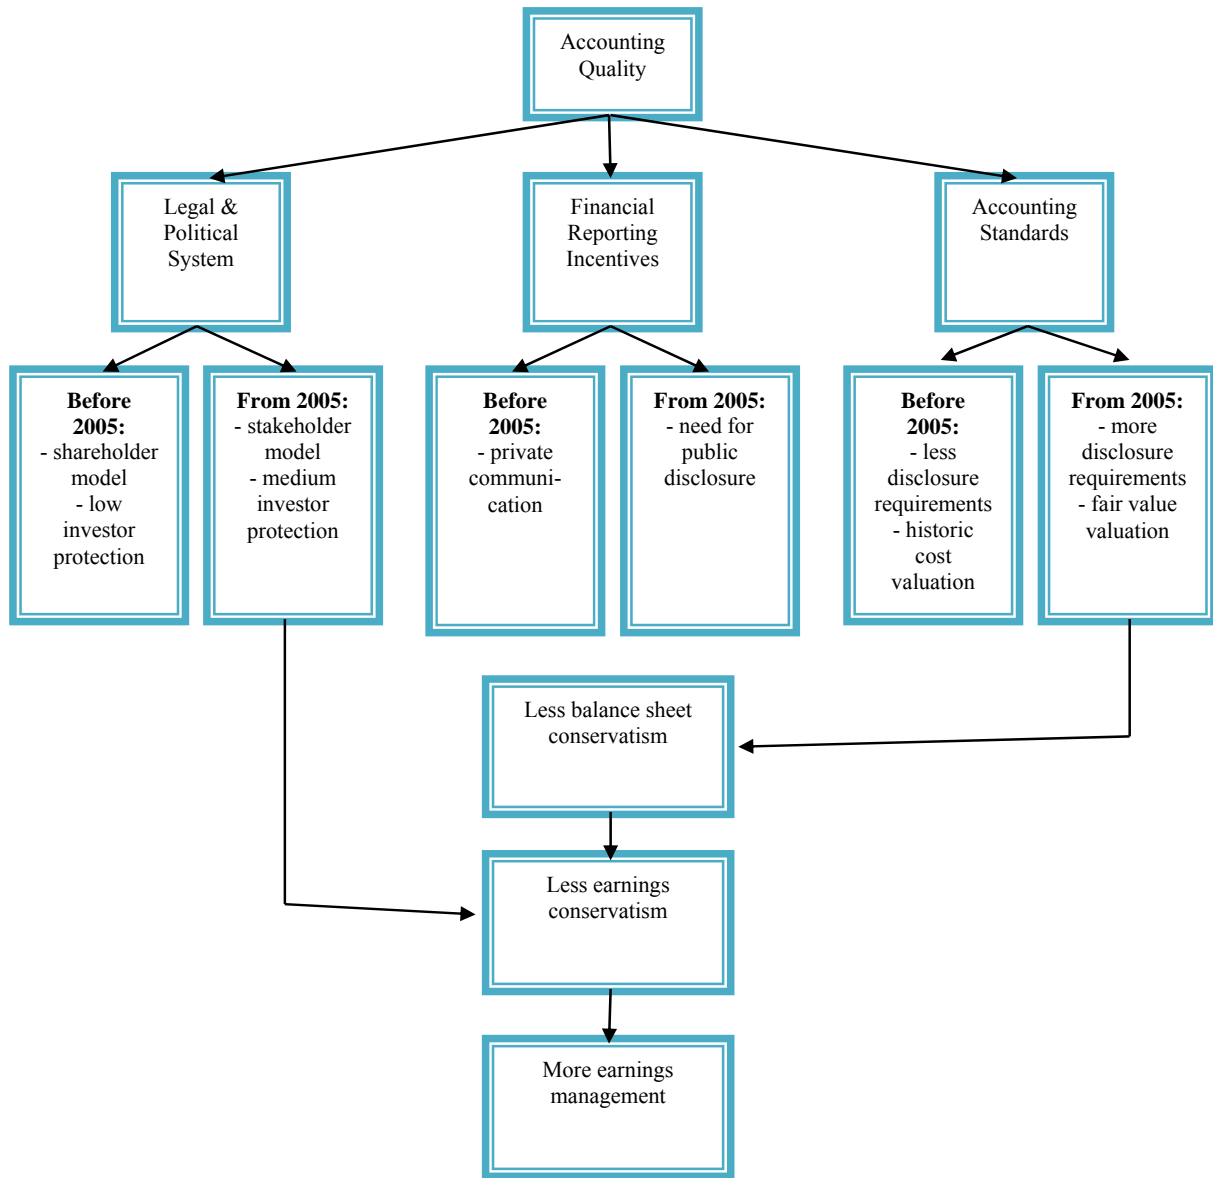 Accounting
Quality
Legal &
Political
System
Financial
Reporting
Incentives
Accounting
Standards
Before
2005:
- shareholder
model
- low
investor
protection
From 2005:
- stakeholder
model
- medium
investor
protection
Before
2005:
- private
communi-
cation
From 2005:
- need for
public
disclosure
Before
2005:
- less
disclosure
requirements
- historic
cost
valuation
From 2005:
- more
disclosure
requirements
- fair value
valuation
Less balance sheet
conservatism
Less earnings
conservatism
More earnings
management